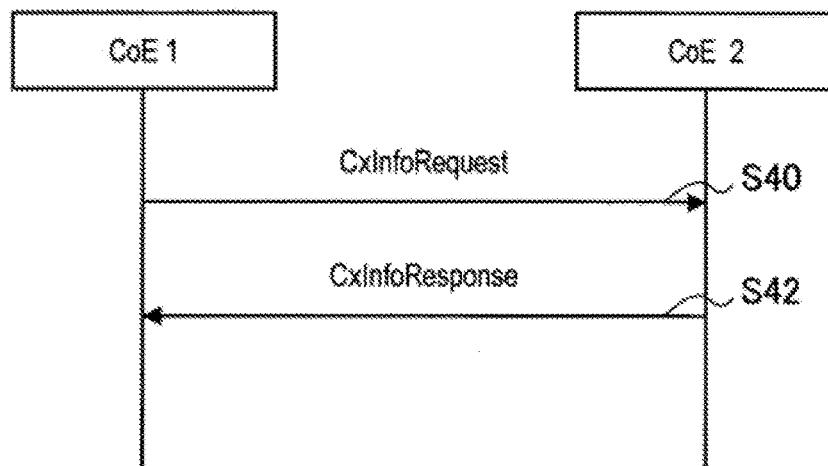 CoE 1
CoE 2
CxInfoRequest
S40
CxInfoResponse
S42